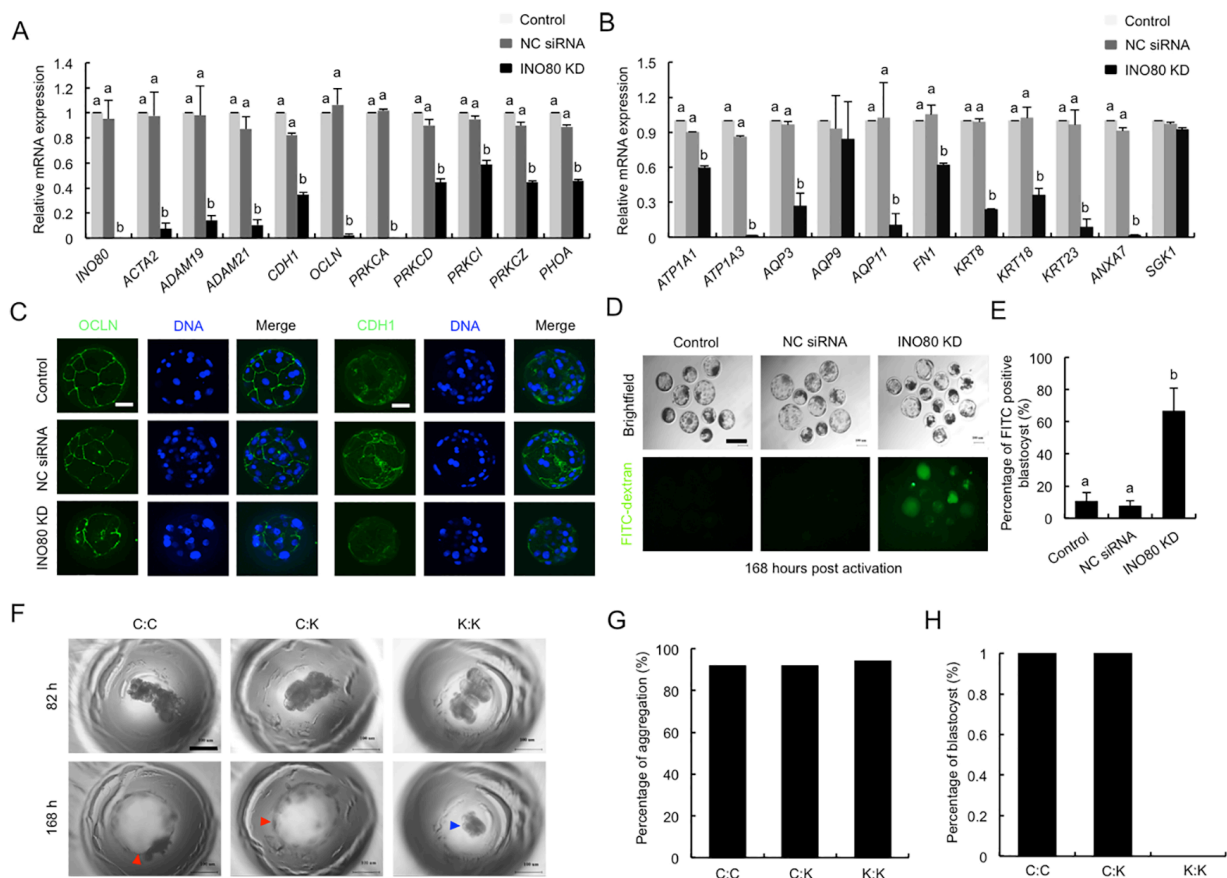 A
Control
NC siRNA
INO80 KD
Relative mRNA expression
1.4
1.2
1
0.8
0.6
0.4
0.2
0
a a b
a a b
a a b
a a b
a a b
a a b
a a b
a a b
a a b
a a b
a a b
INO80
ACTA2
ADAM19
ADAM21
CDH1
OCLN
PRKCA
PRKCD
PRKCI
PRKCZ
PHOA
B
Control
NC siRNA
INO80 KD
Relative mRNA expression
1.5
1.2
0.9
0.6
0.3
0
a a b
a a b
a a b
a a b
a a b
a a b
a a b
a a b
a a b
ATP1A1
ATP1A3
AQP3
AQP9
AQP11
FN1
KRT8
KRT18
KRT23
ANXA7
SGK1
C
OCLN
DNA
Merge
CDH1
DNA
Merge
Control
NC siRNA
INO80 KD
D
Control
NC siRNA
INO80 KD
Brightfield
FITC-dextran
168 hours post activation
E
Percentage of FITC positive
blastocyst (%)
100
80
60
40
20
0
a
a
b
Control
NC siRNA
INO80 KD
F
C:C
C:K
K:K
82 h
168 h
G
Percentage of aggregation (%)
100
80
60
40
20
0
C:C
C:K
K:K
H
Percentage of blastocyst (%)
1
0.8
0.6
0.4
0.2
0
C:C
C:K
K:K